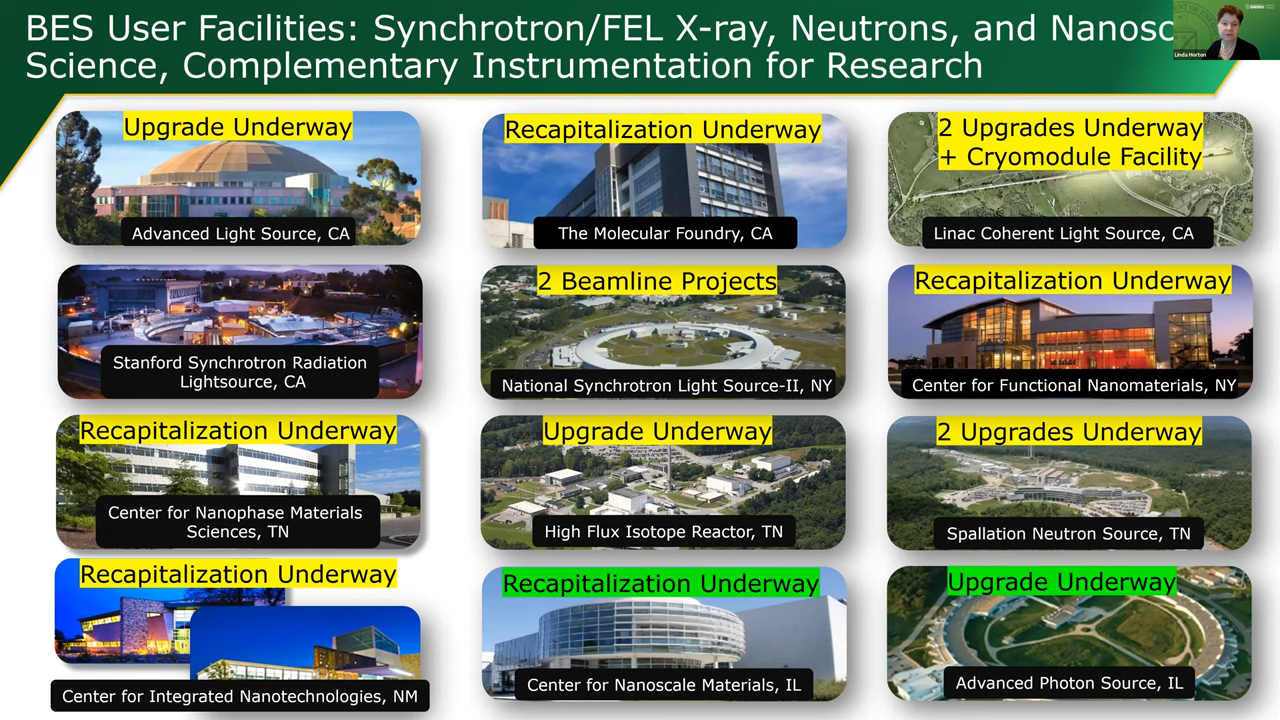 BES User Facilities: Synchrotron/FEL X-ray, Neutrons, and Nanosc
Science, Complementary Instrumentation for Research
Linda Horton
Upgrade Underway
Advanced Light Source, CA
Recapitalization Underway
The Molecular Foundry, CA
2 Upgrades Underway
+ Cryomodule Facility
Linac Coherent Light Source, CA
Stanford Synchrotron Radiation
Lightsource, CA
2 Beamline Projects
National Synchrotron Light Source-II, NY
Recapitalization Underway
Center for Functional Nanomaterials, NY
Recapitalization Underway
Center for Nanophase Materials
Sciences, TN
Upgrade Underway
High Flux Isotope Reactor, TN
2 Upgrades Underway
Spallation Neutron Source, TN
Recapitalization Underway
Center for Integrated Nanotechnologies, NM
Recapitalization Underway
Center for Nanoscale Materials, IL
Upgrade Underway
Advanced Photon Source, IL